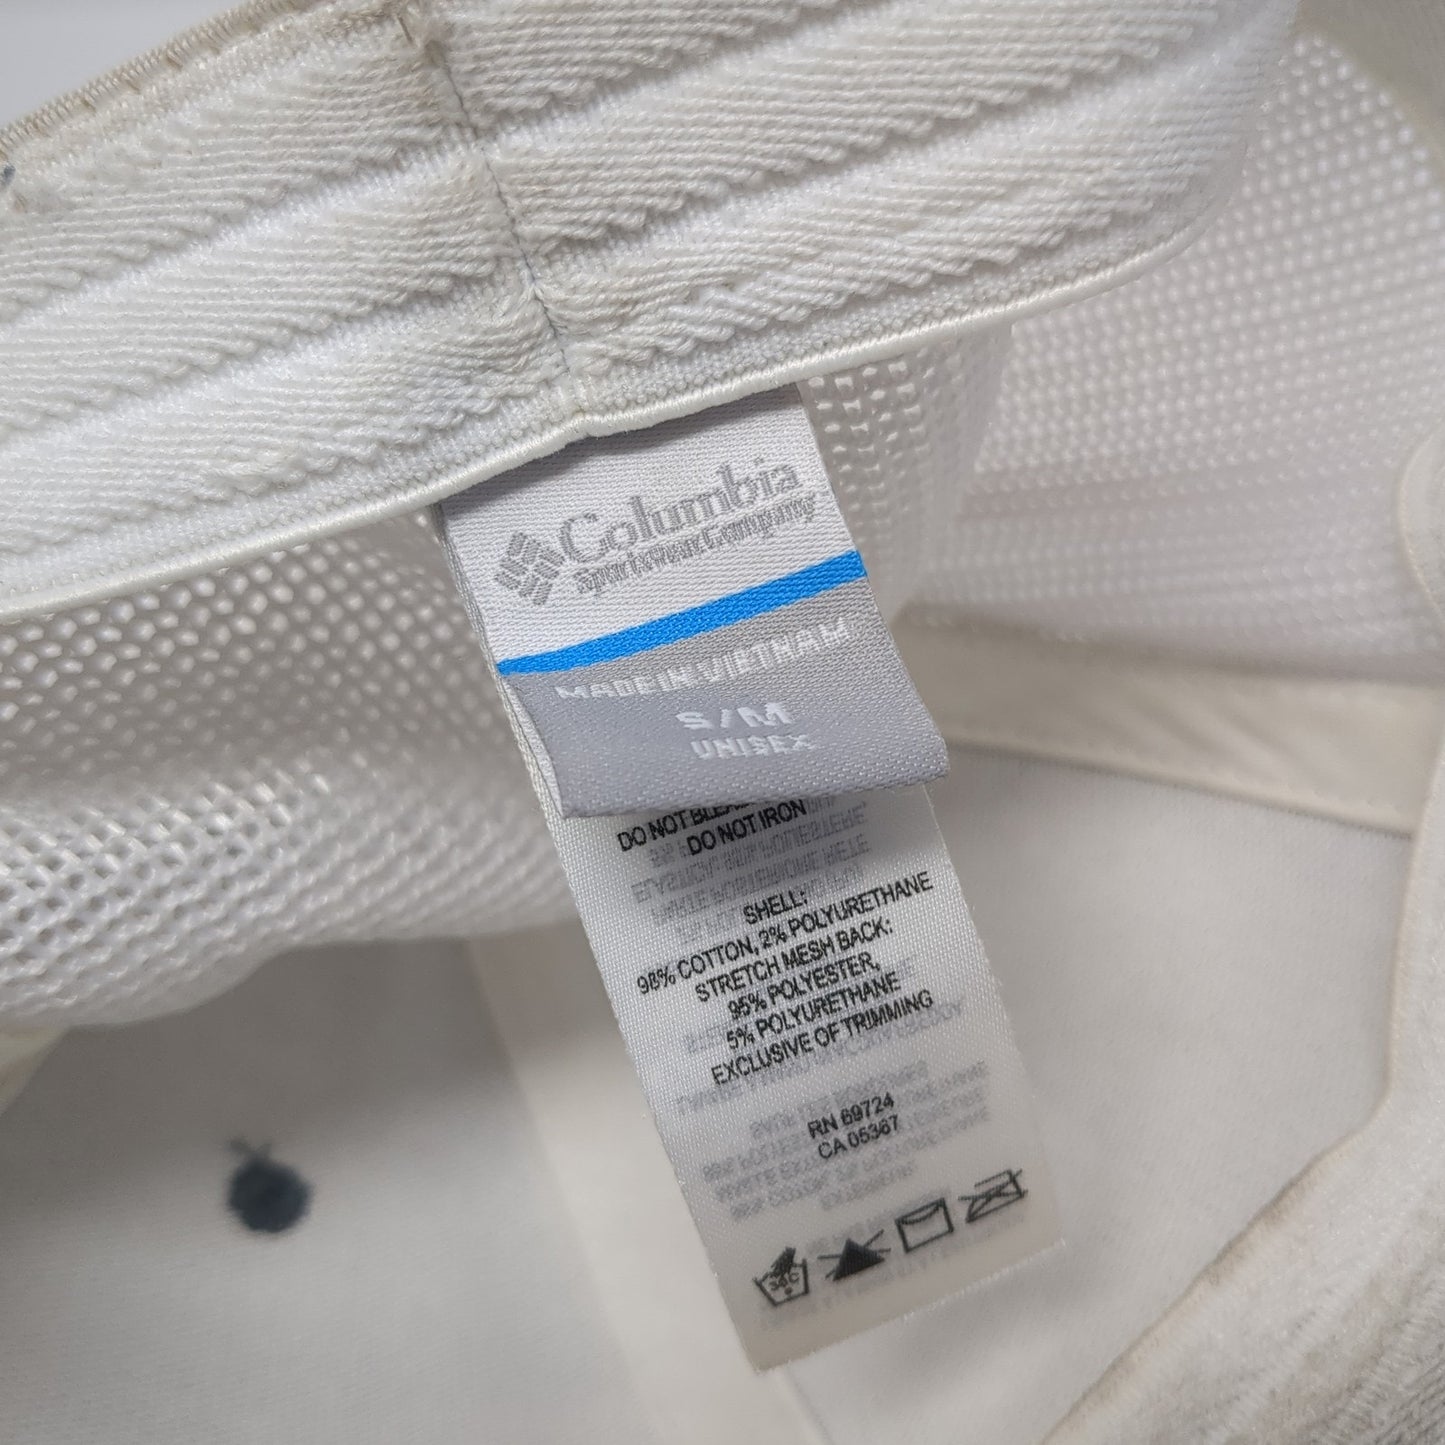 Columbia
Sportswear Company
MADE IN VIETNAM
S/M
UNISEX
DO NOT
DO NOT IRON
SHELL:
98% COTTON, 2% POLYURETHANE
STRETCH MESH BACK:
95% POLYESTER,
5% POLYURETHANE
EXCLUSIVE OF TRIMMING
RN 69724
CA 05367